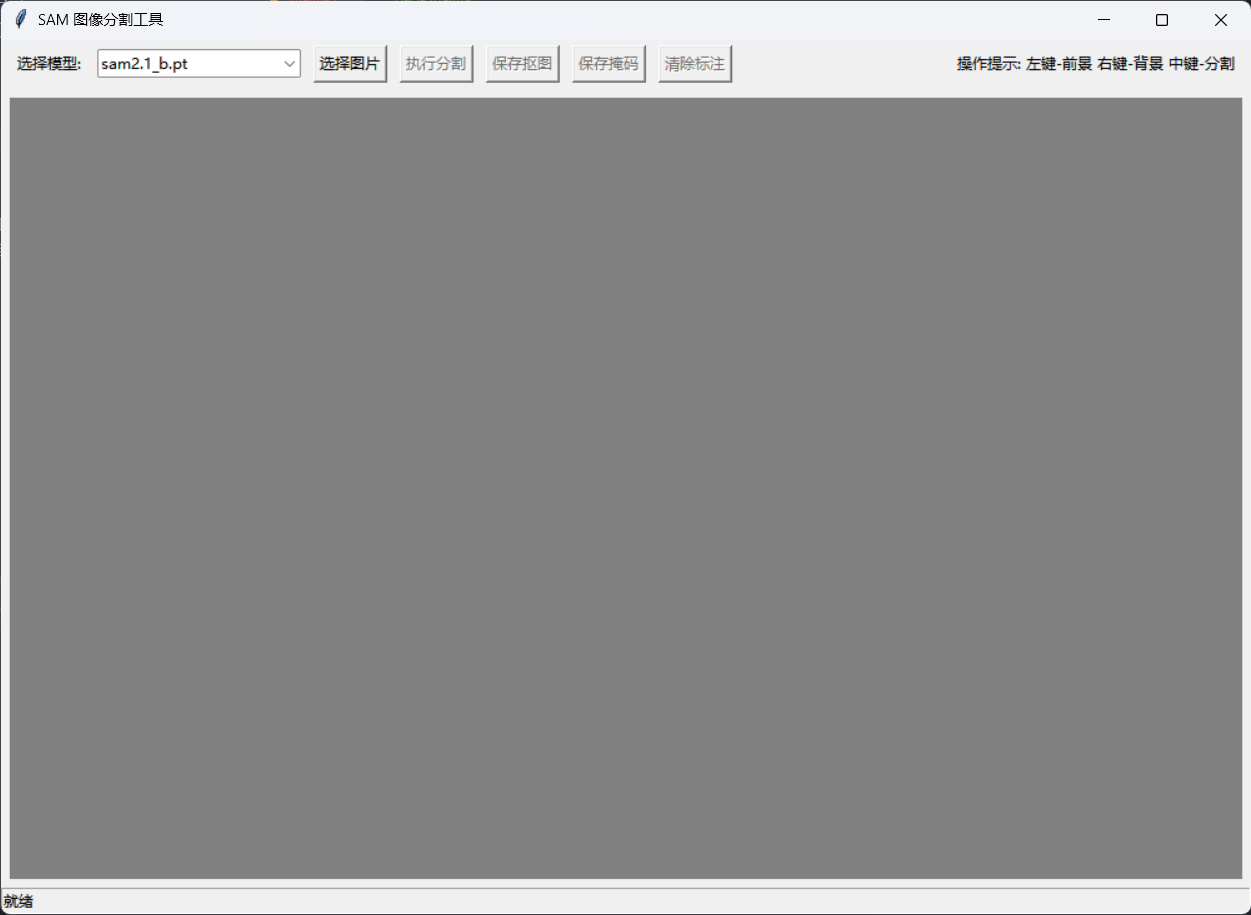 SAM 图像分割工具
选择模型: sam2.1_b.pt 选择图片 执行分割 保存抠图 保存掩码 清除标注 操作提示: 左键-前景 右键-背景 中键-分割
就绪